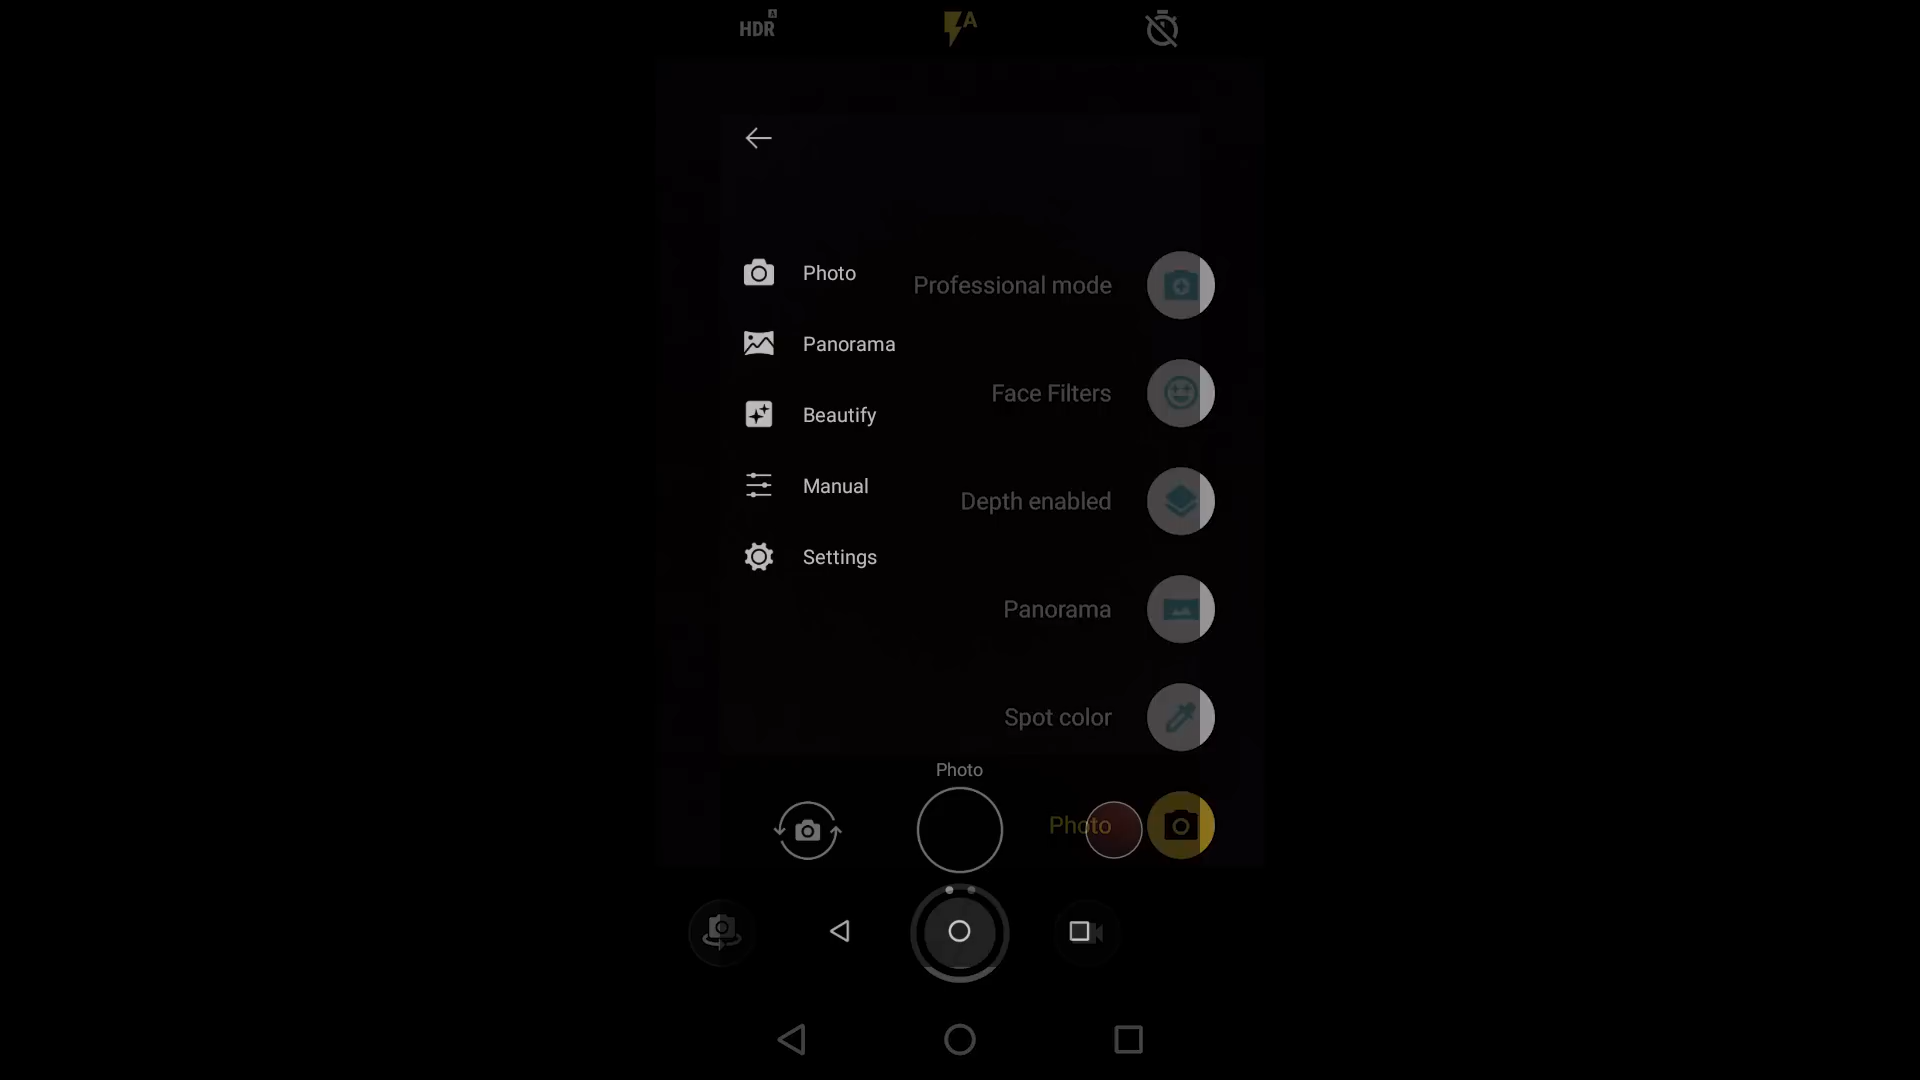 HDR A
A
Photo
Professional mode
Panorama
Face Filters
Beautify
Manual
Depth enabled
Settings
Panorama
Spot color
Photo
Photo